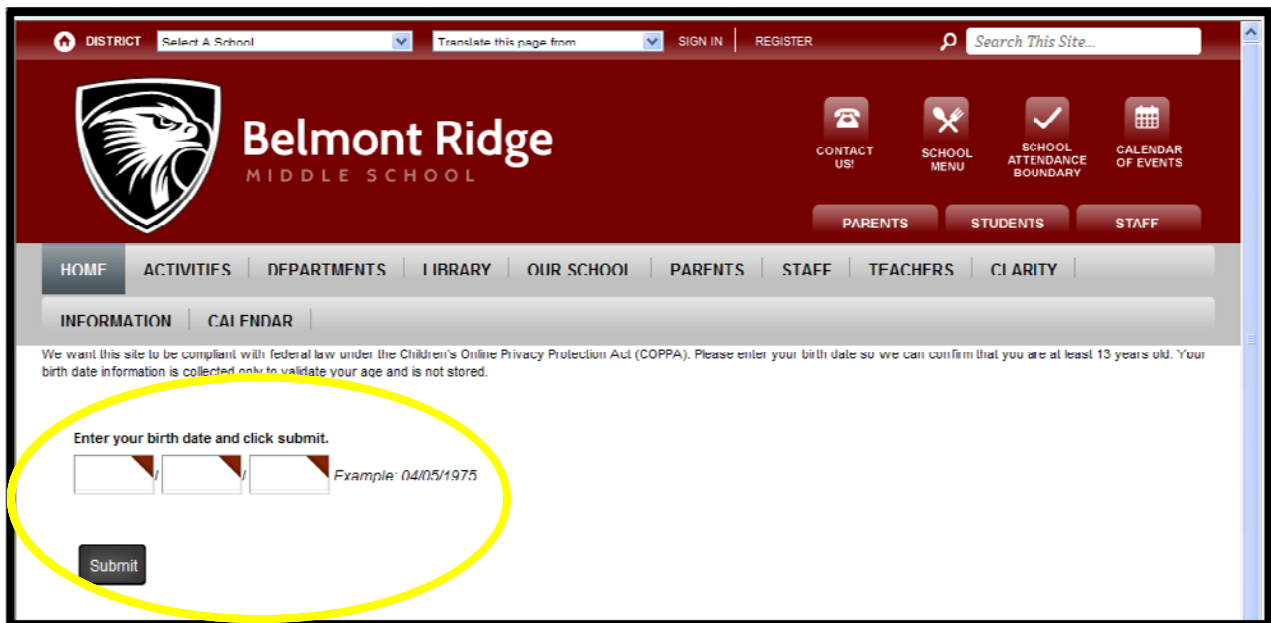 DISTRICT Select A School Translate this page from SIGN IN REGISTER Search This Site...
Belmont Ridge
MIDDLE SCHOOL
CONTACT US!
SCHOOL MENU
SCHOOL ATTENDANCE BOUNDARY
CALENDAR OF EVENTS
PARENTS STUDENTS STAFF
HOME ACTIVITIES DEPARTMENTS LIBRARY OUR SCHOOL PARENTS STAFF TEACHERS CLARITY
INFORMATION CALENDAR
We want this site to be compliant with federal law under the Children's Online Privacy Protection Act (COPPA). Please enter your birth date so we can confirm that you are at least 13 years old. Your
birth date information is collected only to validate your age and is not stored.
Enter your birth date and click submit.
/ / Example: 04/05/1975
Submit